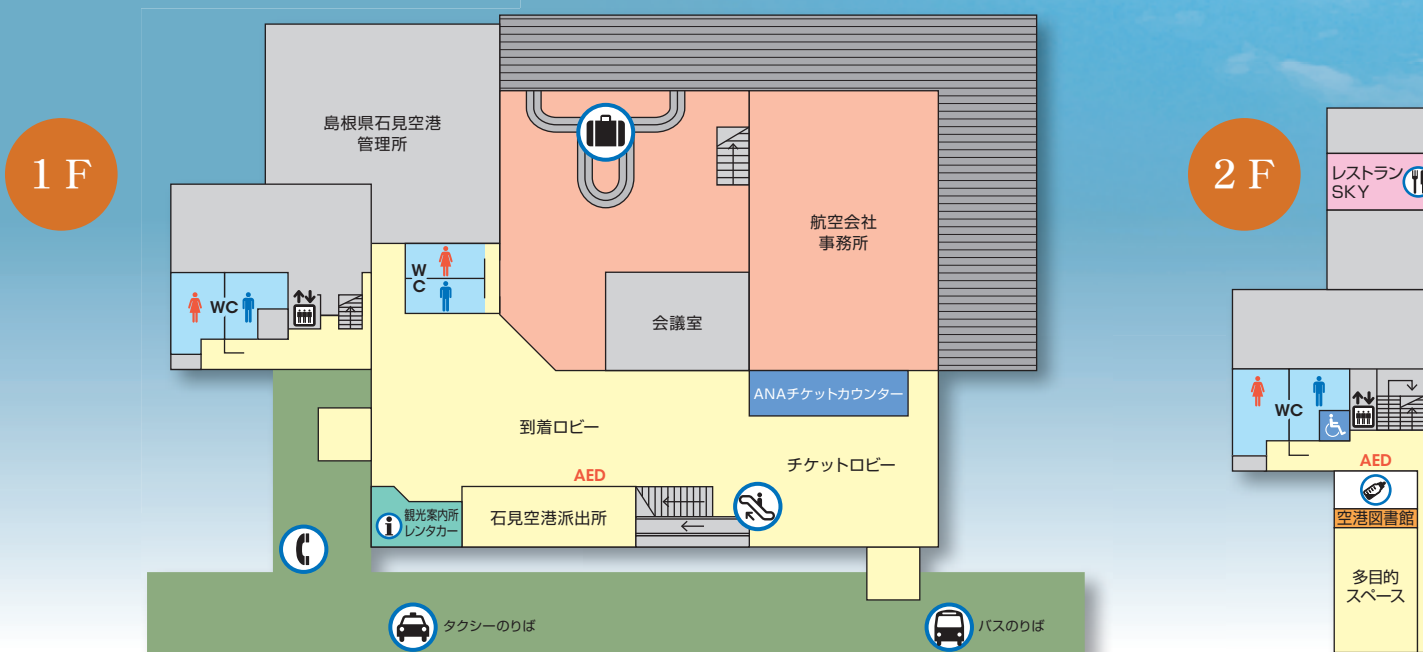 1F
島根県石見空港
管理所
航空会社
事務所
W
C
WC
会議室
ANAチケットカウンター
到着ロビー
チケットロビー
AED
観光案内所
レンタカー
石見空港派出所
タクシーのりば
バスのりば
2F
レストラン
SKY
WC
AED
空港図書館
多目的
スペース